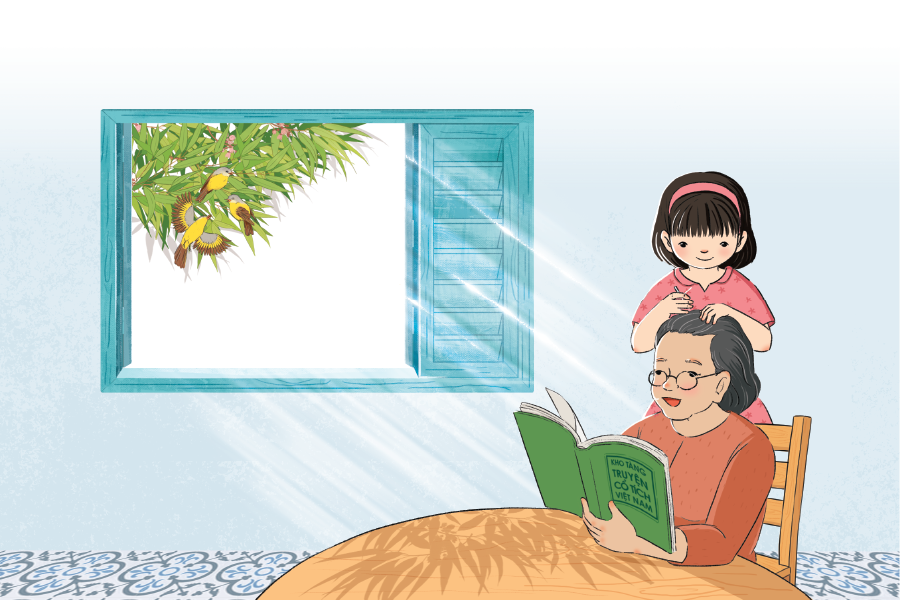 KHO TÀNG
TRUYỆN
CỔ TÍCH
VIỆT NAM